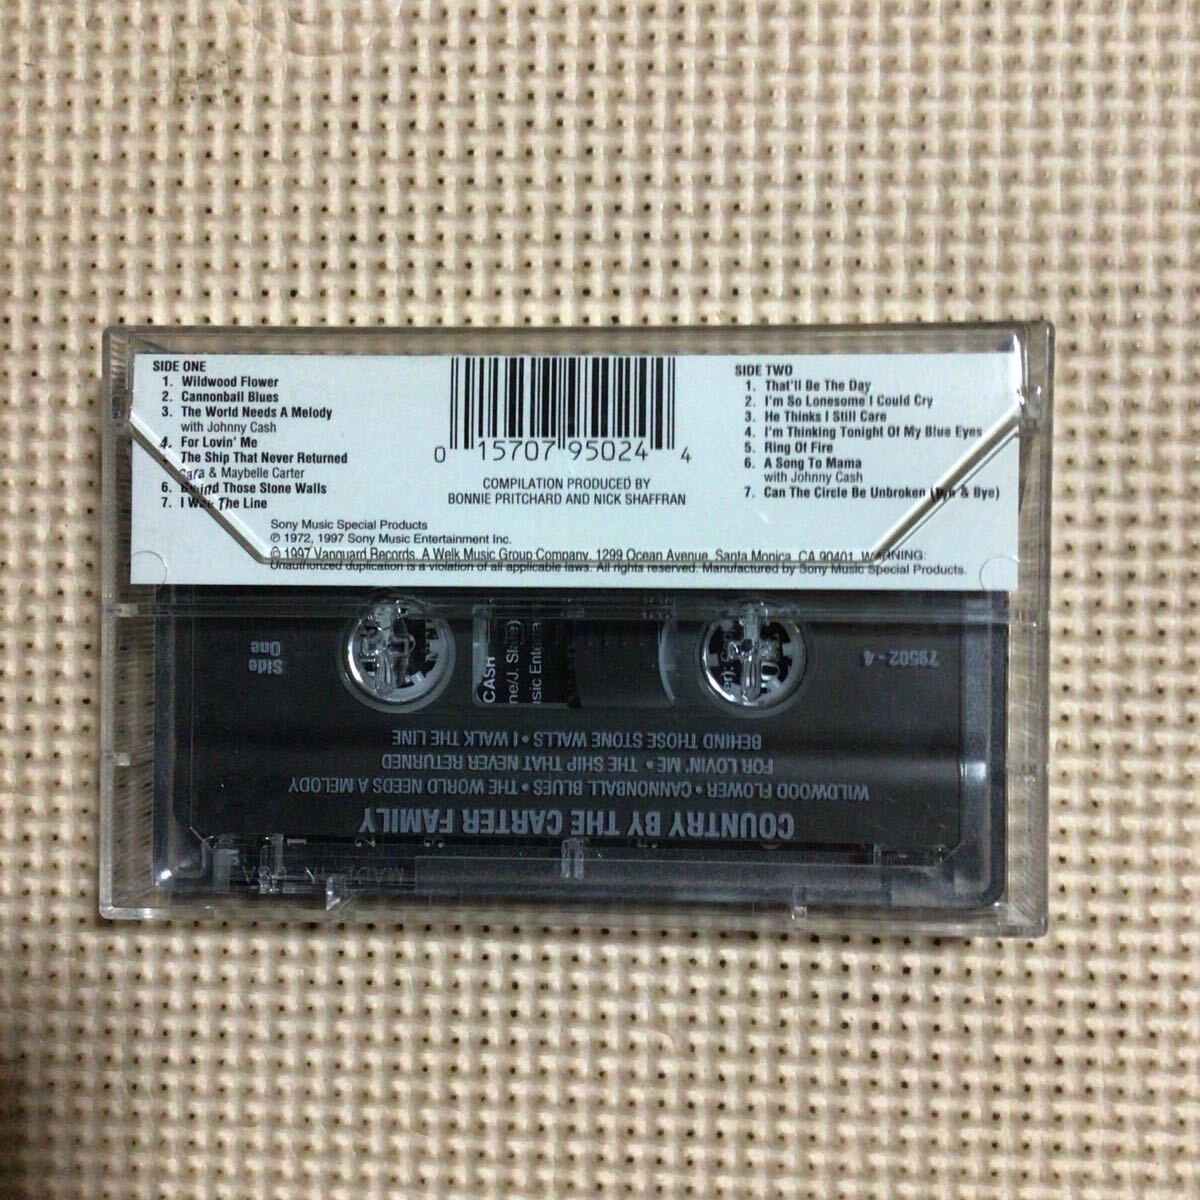 SIDE ONE
1. Wildwood Flower
2. Cannonball Blues
3. The World Needs A Melody
with Johnny Cash
4. For Lovin' Me
The Ship That Never Returned
Sara & Maybelle Carter
6. Behind Those Stone Walls
7. I Walk The Line
0 15707 95024 4
COMPILATION PRODUCED BY
BONNIE PRITCHARD AND NICK SHAFFRAN
SIDE TWO
1. That'll Be The Day
2. I'm So Lonesome I Could Cry
3. He Thinks I Still Care
4. I'm Thinking Tonight Of My Blue Eyes
5. Ring Of Fire
6. A Song To Mama
with Johnny Cash
7. Can The Circle Be Unbroken (Bye & Bye)
Sony Music Special Products
℗ 1972, 1997 Sony Music Entertainment Inc.
© 1997 Vanguard Records, A Welk Music Group Company, 1299 Ocean Avenue, Santa Monica, CA 90401. WARNING:
Unauthorized duplication is a violation of all applicable laws. All rights reserved. Manufactured by Sony Music Special Products.
CASH
Side
One
79502-4
COUNTRY BY THE CARTER FAMILY
WILDWOOD FLOWER • CANNONBALL BLUES • THE WORLD NEEDS A MELODY
FOR LOVIN' ME • THE SHIP THAT NEVER RETURNED
BEHIND THOSE STONE WALLS • I WALK THE LINE
MADE IN USA